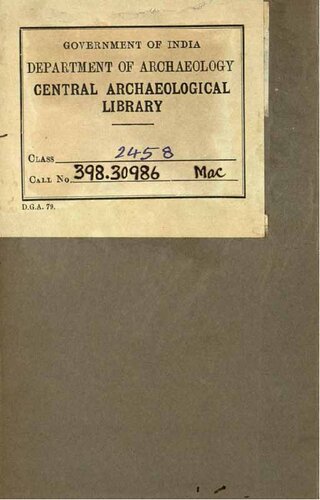 GOVERNMENT OF INDIA
DEPARTMENT OF ARCHAEOLOGY
CENTRAL ARCHAEOLOGICAL
LIBRARY
CLASS 2458
CALL No. 398.30986 Mac
D.G.A. 79.